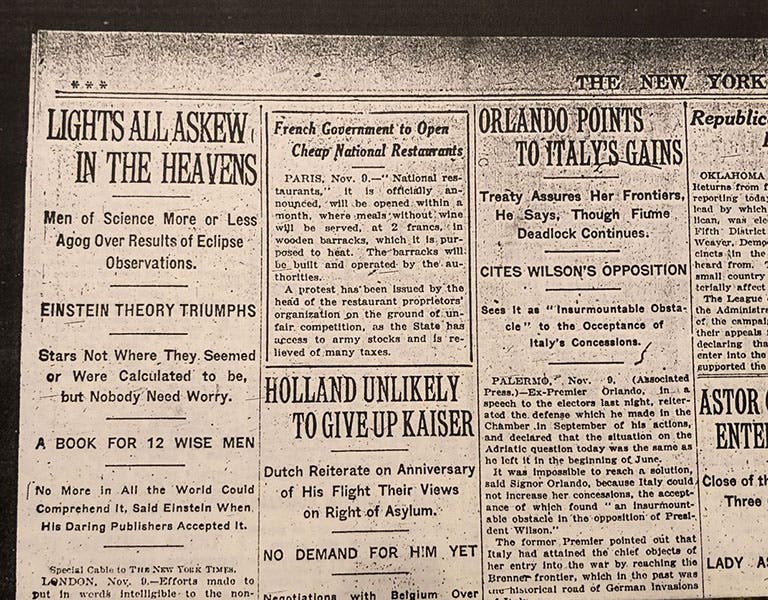 ***
THE NEW YORK
LIGHTS ALL ASKEW
IN THE HEAVENS
Men of Science More or Less
Agog Over Results of Eclipse
Observations.
EINSTEIN THEORY TRIUMPHS
Stars Not Where They Seemed
or Were Calculated to be,
but Nobody Need Worry.
A BOOK FOR 12 WISE MEN
No More in All the World Could
Comprehend It, Said Einstein When
His Daring Publishers Accepted It.
Special Cable to THE NEW YORK TIMES.
LONDON, Nov. 9.—Efforts made to
put in words intelligible to the non-
French Government to Open
Cheap National Restaurants
PARIS, Nov. 9.—" National res-
taurants," it is officially an-
nounced, will be opened within a
month, where meals without wine
will be served, at 2 francs, in
wooden barracks, which it is pur-
posed to heat. The barracks will
be built and operated by the au-
thorities.
A protest has been issued by the
head of the restaurant proprietors'
organization on the ground of un-
fair competition, as the State has
access to army stocks and is re-
lieved of many taxes.
HOLLAND UNLIKELY
TO GIVE UP KAISER
Dutch Reiterate on Anniversary
of His Flight Their Views
on Right of Asylum.
NO DEMAND FOR HIM YET
Negotiations with Belgium Over
ORLANDO POINTS
TO ITALY'S GAINS
Treaty Assures Her Frontiers,
He Says, Though Fiume
Deadlock Continues.
CITES WILSON'S OPPOSITION
Sees It as "Insurmountable Obsta-
cle" to the Acceptance of
Italy's Concessions.
PALERMO, Nov. 9, (Associated
Press.)—Ex-Premier Orlando, in a
speech to the electors last night, reiter-
ated the defense which he made in the
Chamber in September of his actions,
and declared that the situation on the
Adriatic question today was the same as
he left it in the beginning of June.
It was impossible to reach a solution,
said Signor Orlando, because Italy could
not increase her concessions, the accept-
ance of which found "an insurmount-
able obstacle in the opposition of Presi-
dent Wilson."
The former Premier pointed out that
Italy had attained the chief objects of
her entry into the war by reaching the
Brenner frontier, which in the past was
the historical road of German invasions
Republic
OKLAHOMA
Returns from f
reporting toda
lead by which
lican, was ele
Fifth District
Weaver, Demo
cincts in the
heard from. T
small country
terially affect
The League
the Administra
of the campai
their appeals
declaring tha
enter into the
supported the
ASTOR
ENTE
Close of th
Three
LADY AS